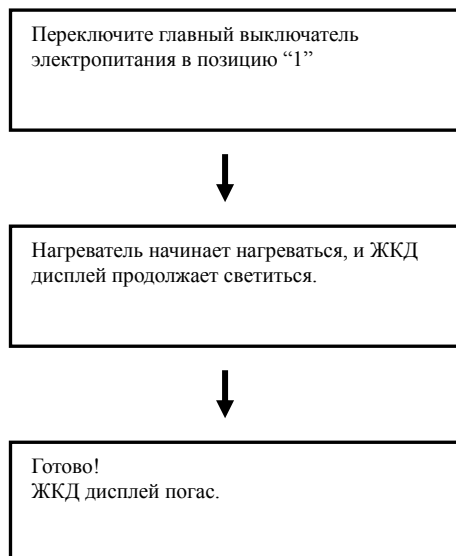 Переключите главный выключатель
электропитания в позицию “1”
Нагреватель начинает нагреваться, и ЖКД
дисплей продолжает светиться.
Готово!
ЖКД дисплей погас.